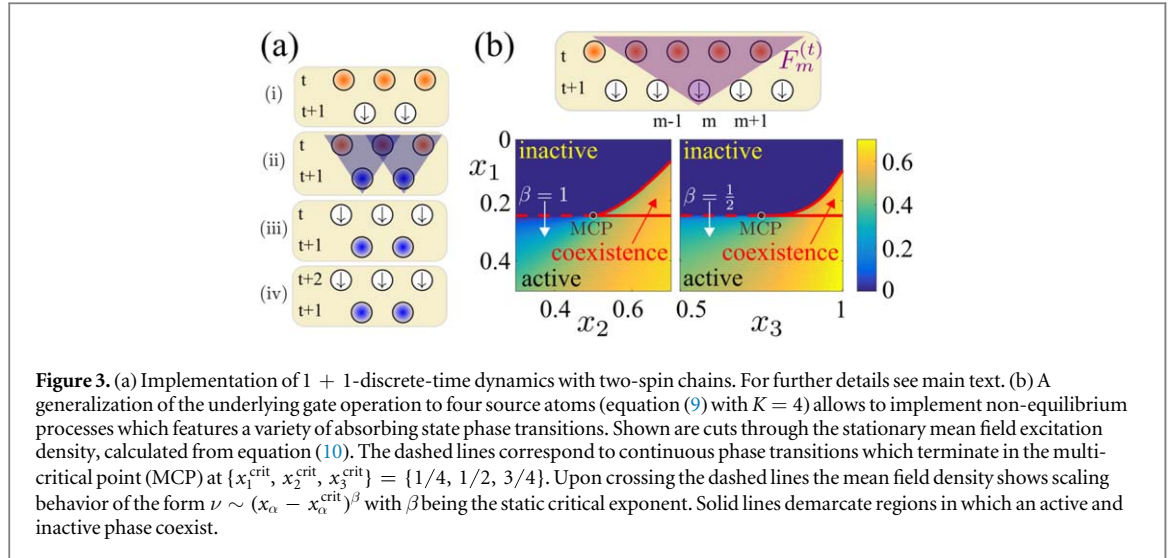 (a)
(i)
t
t+1
↓ ↓
(ii)
t
t+1
(iii)
t
↓ ↓ ↓
t+1
(iv)
t+2
↓ ↓ ↓
t+1
(b)
t
F_m^{(t)}
t+1
↓ ↓ ↓ ↓ ↓
m-1 m m+1
x_1
0
0.2
0.4
inactive
β = 1
MCP
coexistence
active
0.4 0.6
x_2
inactive
β = 1/2
MCP
coexistence
active
0.5 1
x_3
0.6
0.4
0.2
0
Figure 3. (a) Implementation of 1 + 1-discrete-time dynamics with two-spin chains. For further details see main text. (b) A
generalization of the underlying gate operation to four source atoms (equation (9) with K = 4) allows to implement non-equilibrium
processes which features a variety of absorbing state phase transitions. Shown are cuts through the stationary mean field excitation
density, calculated from equation (10). The dashed lines correspond to continuous phase transitions which terminate in the multi-
critical point (MCP) at {x_1^crit, x_2^crit, x_3^crit} = {1/4, 1/2, 3/4}. Upon crossing the dashed lines the mean field density shows scaling
behavior of the form ν ∼ (x_α − x_α^crit)^β with β being the static critical exponent. Solid lines demarcate regions in which an active and
inactive phase coexist.